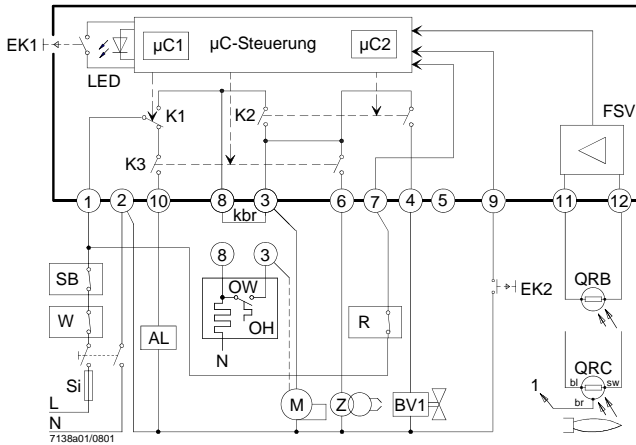 µC1 µC-Steuerung µC2
EK1
LED
FSV
K1 K2
K3
1 2 10 8 3 6 7 4 5 9 11 12
kbr
8 3
EK2
QRB
SB
OW
W
OH
R
AL
N
QRC
bl sw
Si
1 br
L
M Z BV1
N
7138a01/0801